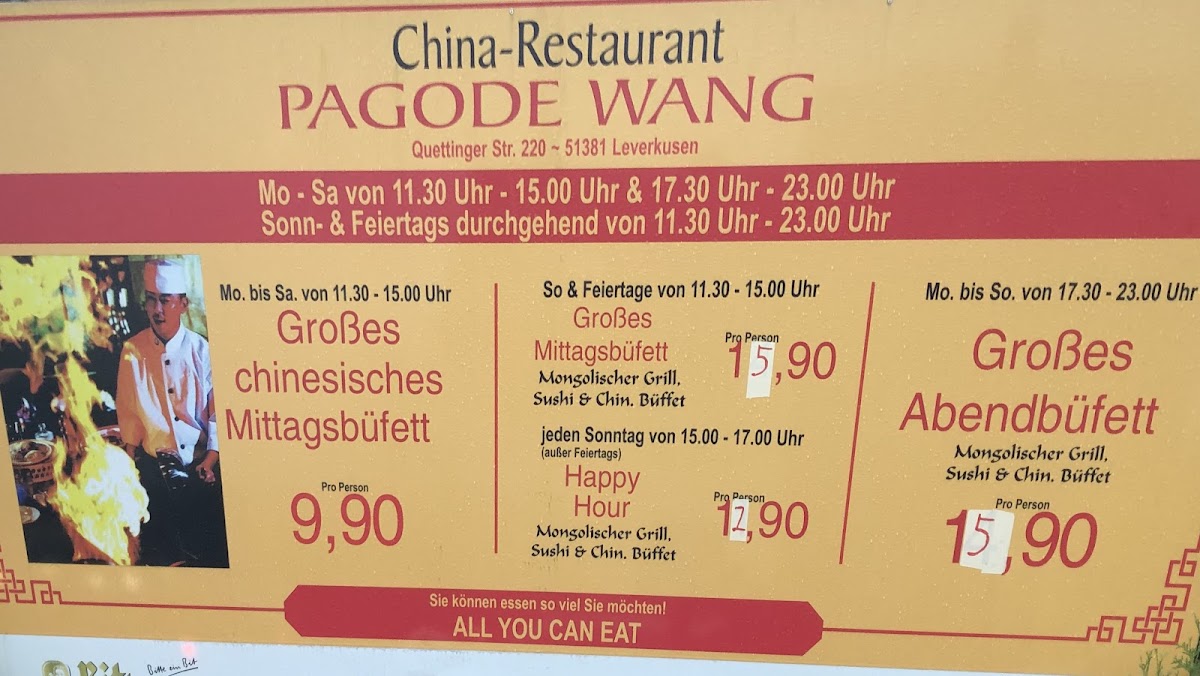 China-Restaurant
PAGODE WANG
Quettinger Str. 220 ~ 51381 Leverkusen
Mo - Sa von 11.30 Uhr - 15.00 Uhr & 17.30 Uhr - 23.00 Uhr
Sonn- & Feiertags durchgehend von 11.30 Uhr - 23.00 Uhr
Mo. bis Sa. von 11.30 - 15.00 Uhr
Großes
chinesisches
Mittagsbüfett
Pro Person
9,90
So & Feiertage von 11.30 - 15.00 Uhr
Großes
Mittagsbüfett
Mongolischer Grill,
Sushi & Chin. Büffet
Pro Person
15,90
jeden Sonntag von 15.00 - 17.00 Uhr
(außer Feiertags)
Happy
Hour
Mongolischer Grill,
Sushi & Chin. Büffet
Pro Person
12,90
Mo. bis So. von 17.30 - 23.00 Uhr
Großes
Abendbüfett
Mongolischer Grill,
Sushi & Chin. Büffet
Pro Person
15,90
Sie können essen so viel Sie möchten!
ALL YOU CAN EAT
Bit
Bitte ein Bit